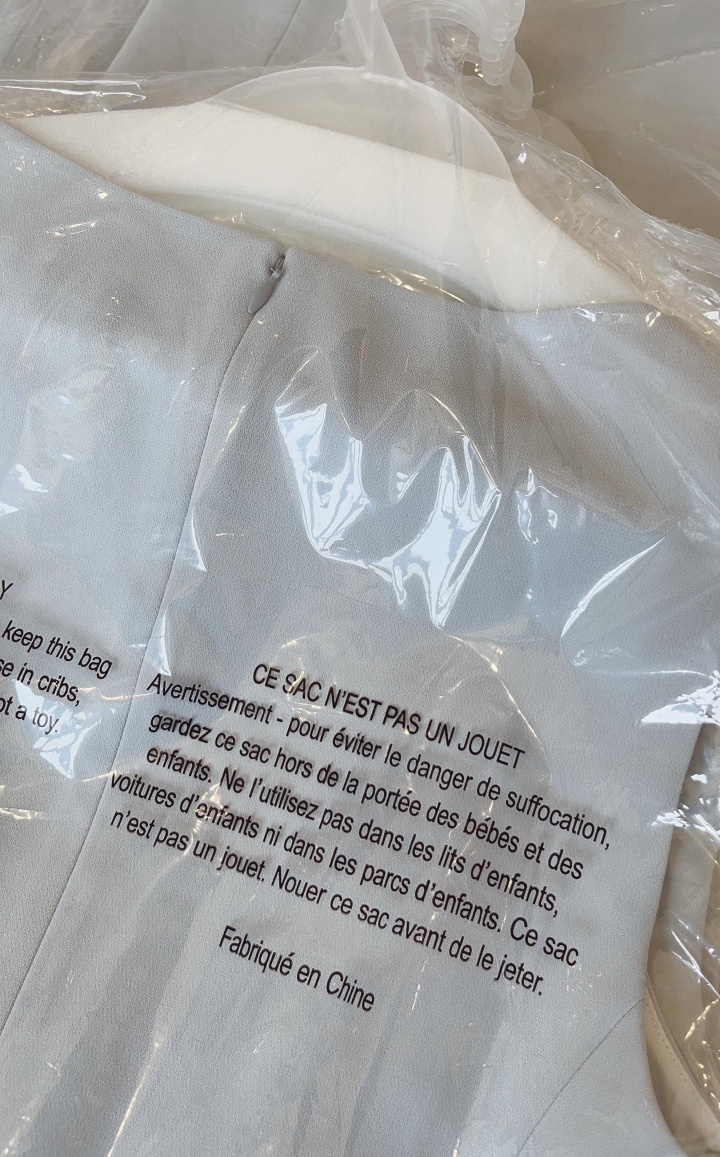 Y
keep this bag
se in cribs,
ot a toy.
CE SAC N'EST PAS UN JOUET
Avertissement - pour éviter le danger de suffocation,
gardez ce sac hors de la portée des bébés et des
enfants. Ne l'utilisez pas dans les lits d'enfants,
voitures d'enfants ni dans les parcs d'enfants. Ce sac
n'est pas un jouet. Nouer ce sac avant de le jeter.
Fabriqué en Chine